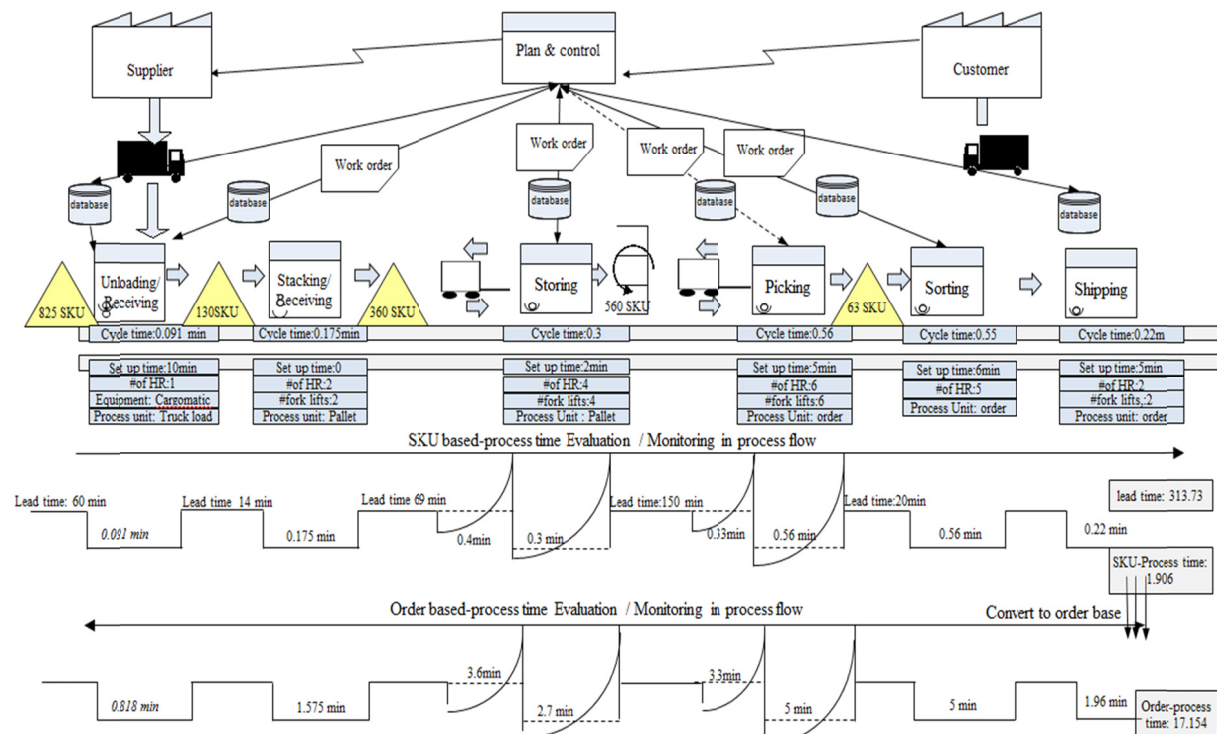 Supplier
Plan & control
Customer
Work order
Work order
Work order
Work order
database
database
database
database
database
database
Unbading/
Receiving
Stacking/
Receiving
Storing
Picking
Sorting
Shipping
825 SKU
130SKU
360 SKU
560 SKU
63 SKU
Cycle time:0.091 min
Cycle time:0.175min
Cycle time:0.3
Cycle time:0.56
Cycle time:0.55
Cycle time:0.22m
Set up time:10min
#of HR:1
Equipment: Cargomatic
Process unit: Truck load
Set up time:0
#of HR:2
#fork lifts:2
Process unit: Pallet
Set up time:2min
#of HR:4
#fork lifts:4
Process Unit : Pallet
Set up time:5min
#of HR:6
#fork lifts:6
Process Unit: order
Set up time:6min
#of HR:5
Process Unit: order
Set up time:5min
#of HR:2
#fork lifts,:2
Process unit: order
SKU based-process time Evaluation / Monitoring in process flow
Lead time: 60 min
Lead time 14 min
Lead time 69 min
Lead time:150 min
Lead time:20min
lead time: 313.73
0.175 min
0.4min
0.3 min
0.33min
0.56 min
0.56 min
0.22 min
SKU-Process time:
1.906
Order based-process time Evaluation / Monitoring in process flow
Convert to order base
0.818 min
1.575 min
3.6min
2.7 min
33min
5 min
5 min
1.96 min
Order-process
time: 17.154